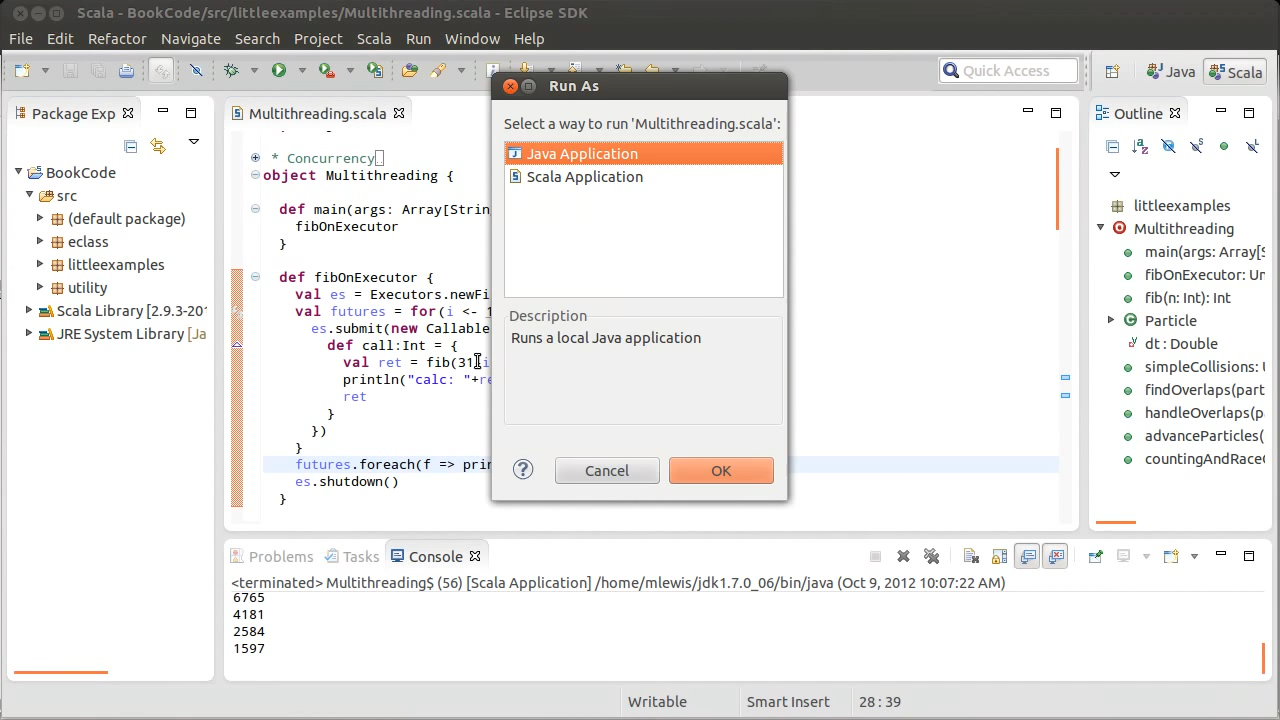 Scala - BookCode/src/littleexamples/Multithreading.scala - Eclipse SDK
File Edit Refactor Navigate Search Project Scala Run Window Help
Quick Access Java Scala
Package Exp
BookCode
src
(default package)
eclass
littleexamples
utility
Scala Library [2.9.3-201
JRE System Library [Ja
Multithreading.scala
* Concurrency
object Multithreading {
def main(args: Array[String
fibOnExecutor
}
def fibOnExecutor {
val es = Executors.newFi
val futures = for(i <- 1
es.submit(new Callable
def call:Int = {
val ret = fib(31
println("calc: "+re
ret
}
})
}
futures.foreach(f => prin
es.shutdown()
}
Run As
Select a way to run 'Multithreading.scala':
Java Application
Scala Application
Description
Runs a local Java application
Cancel OK
Outline
littleexamples
Multithreading
main(args: Array[S
fibOnExecutor: Un
fib(n: Int): Int
Particle
dt : Double
simpleCollisions: U
findOverlaps(part
handleOverlaps(p
advanceParticles(
countingAndRaceC
Problems Tasks Console
<terminated> Multithreading$ (56) [Scala Application] /home/mlewis/jdk1.7.0_06/bin/java (Oct 9, 2012 10:07:22 AM)
6765
4181
2584
1597
Writable Smart Insert 28 : 39